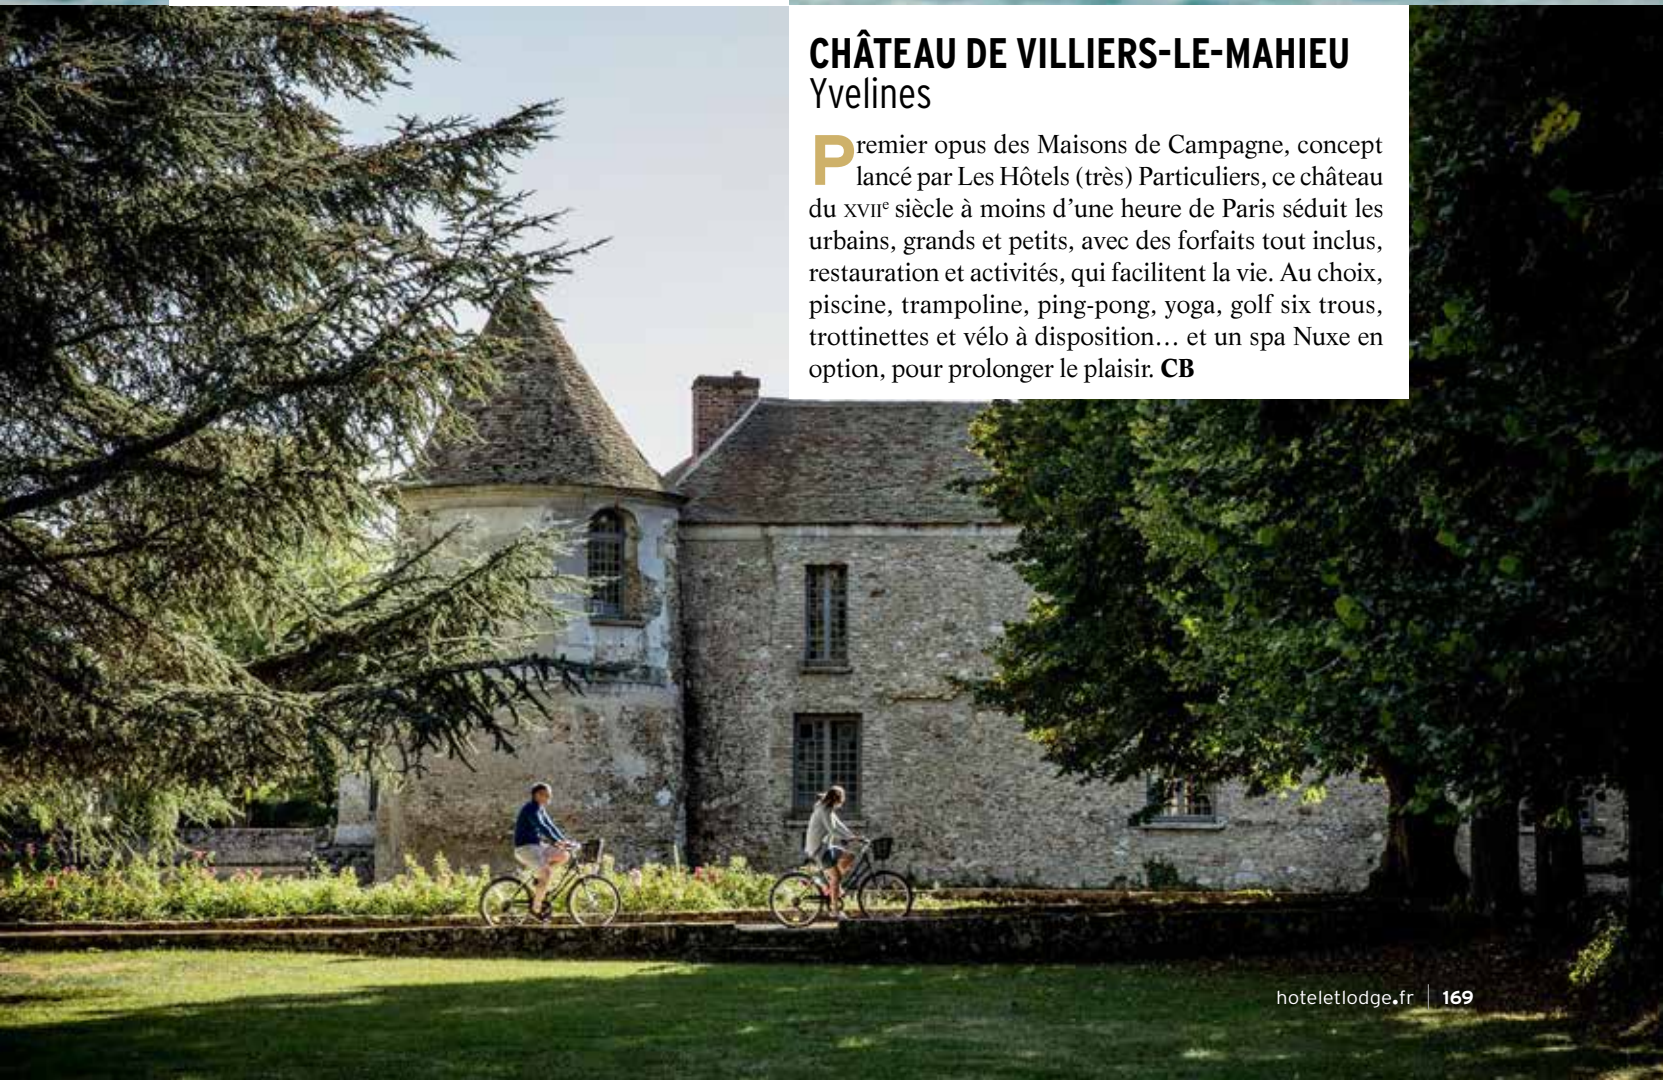 CHÂTEAU DE VILLIERS-LE-MAHIEU
Yvelines
Premier opus des Maisons de Campagne, concept
lancé par Les Hôtels (très) Particuliers, ce château
du XVIIe siècle à moins d’une heure de Paris séduit les
urbains, grands et petits, avec des forfaits tout inclus,
restauration et activités, qui facilitent la vie. Au choix,
piscine, trampoline, ping-pong, yoga, golf six trous,
trottinettes et vélo à disposition… et un spa Nuxe en
option, pour prolonger le plaisir. CB
hoteletlodge.fr | 169